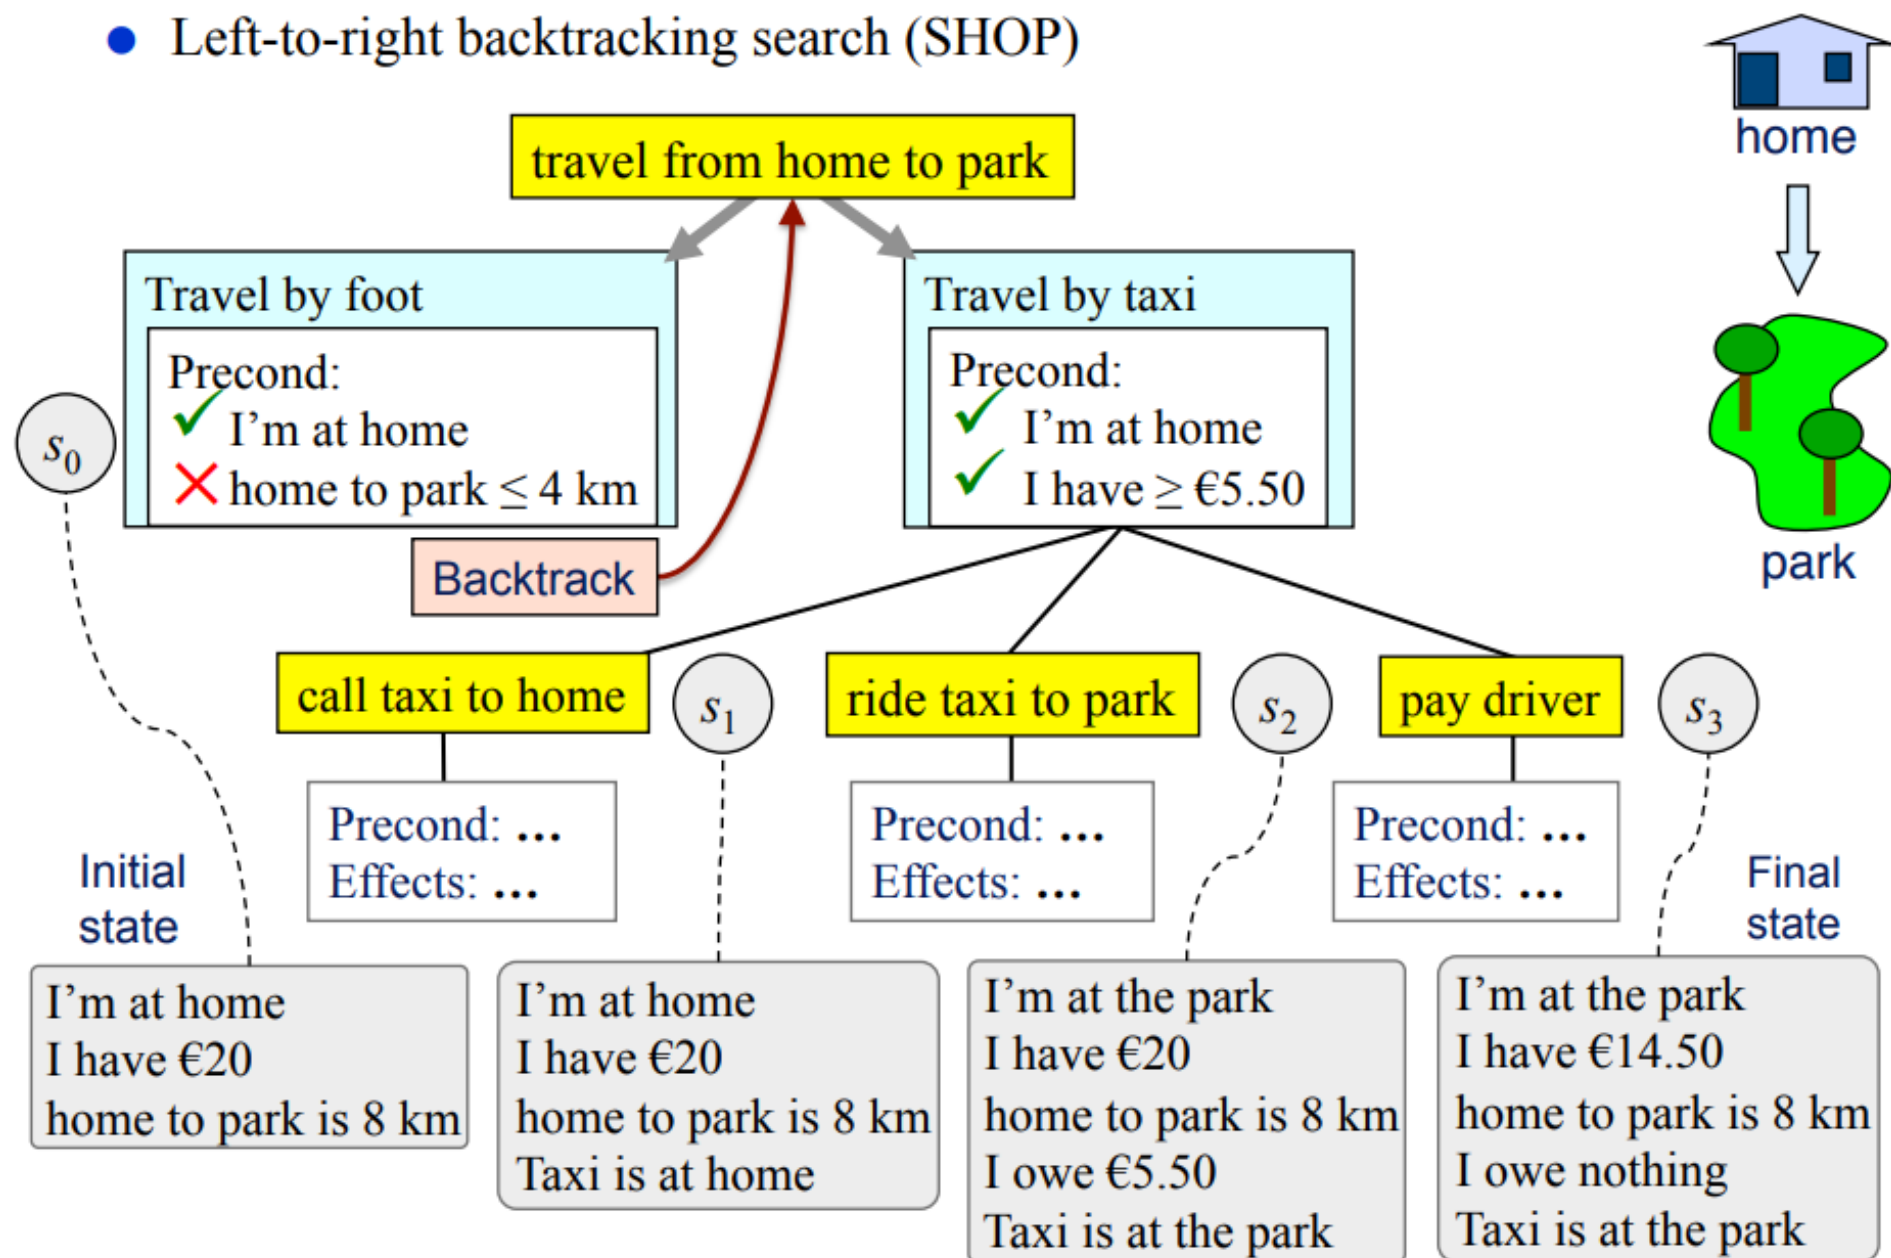 ● Left-to-right backtracking search (SHOP)
home
travel from home to park
Travel by foot
Precond:
✓ I'm at home
✕ home to park ≤ 4 km
Travel by taxi
Precond:
✓ I'm at home
✓ I have ≥ €5.50
s0
Backtrack
park
call taxi to home
s1
ride taxi to park
s2
pay driver
s3
Precond: ...
Effects: ...
Precond: ...
Effects: ...
Precond: ...
Effects: ...
Initial
state
Final
state
I'm at home
I have €20
home to park is 8 km
I'm at home
I have €20
home to park is 8 km
Taxi is at home
I'm at the park
I have €20
home to park is 8 km
I owe €5.50
Taxi is at the park
I'm at the park
I have €14.50
home to park is 8 km
I owe nothing
Taxi is at the park